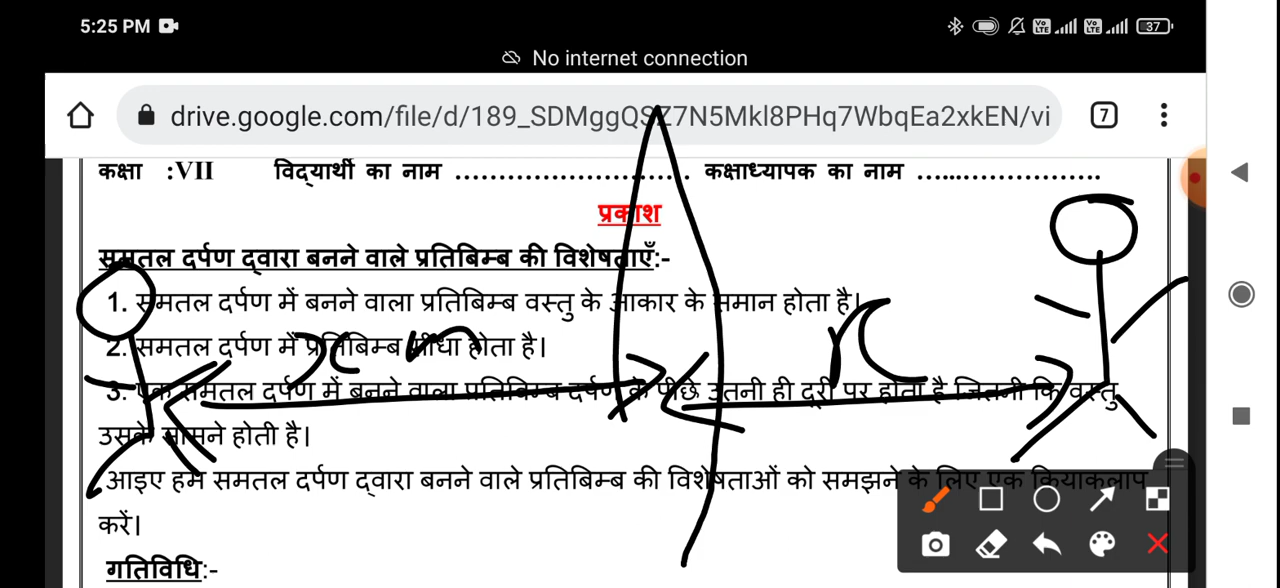 5:25 PM
37
No internet connection
drive.google.com/file/d/189_SDMggQSZ7N5Mkl8PHq7WbqEa2xkEN/vi
7
कक्षा :VII विद्यार्थी का नाम ............................ कक्षाध्यापक का नाम ......................
प्रकाश
समतल दर्पण द्वारा बनने वाले प्रतिबिम्ब की विशेषताएँ:-
1. समतल दर्पण में बनने वाला प्रतिबिम्ब वस्तु के आकार के समान होता है।
2. समतल दर्पण में प्रतिबिम्ब सीधा होता है।
3. एक समतल दर्पण में बनने वाला प्रतिबिम्ब दर्पण के पीछे उतनी ही दूरी पर होता है जितनी कि वस्तु
उसके सामने होती है।
आइए हम समतल दर्पण द्वारा बनने वाले प्रतिबिम्ब की विशेषताओं को समझने के लिए एक कियाकलाप
करें।
गतिविधि:-